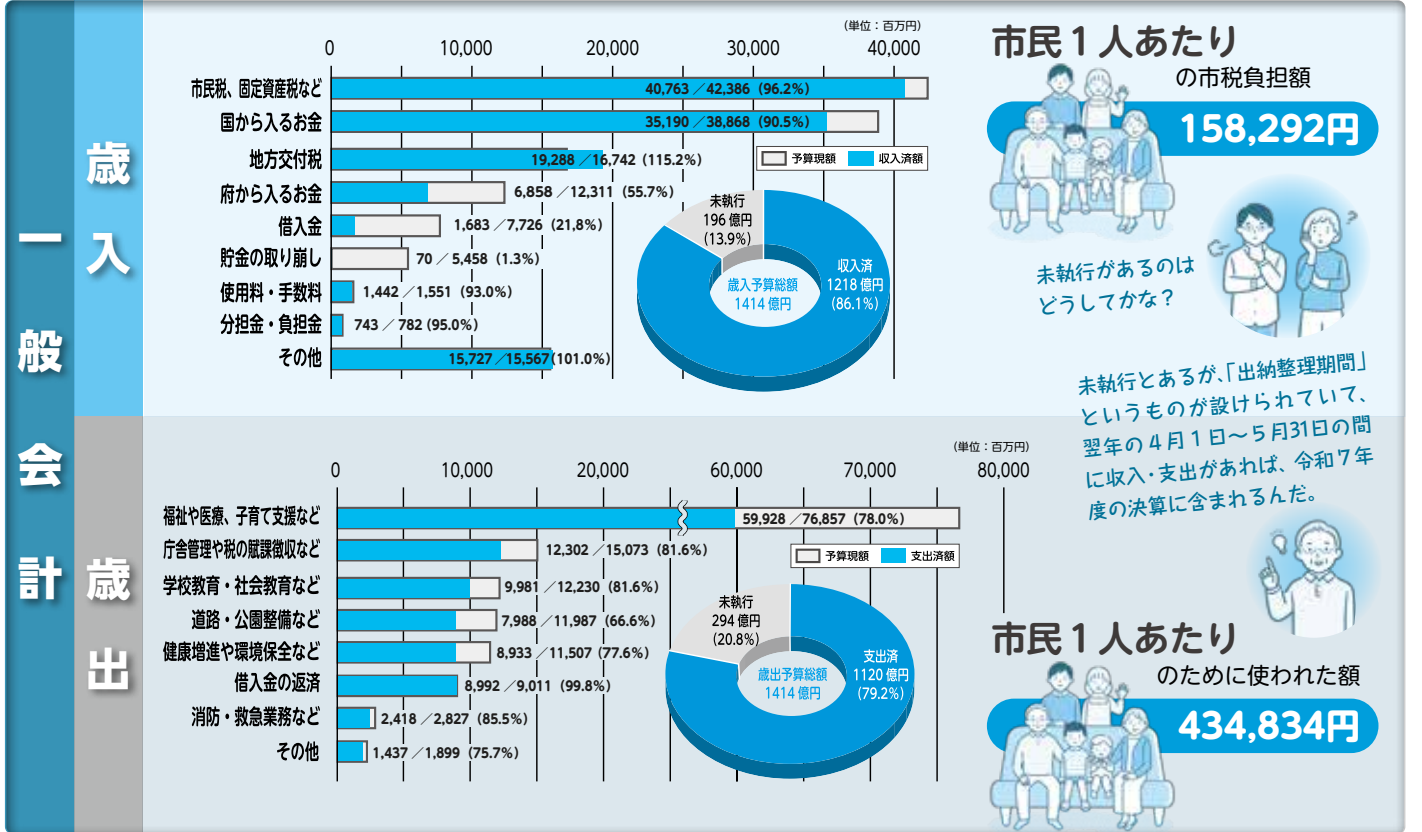 一般会計
歳入
(単位：百万円)
0 10,000 20,000 30,000 40,000
市民税、固定資産税など 40,763／42,386 (96.2%)
国から入るお金 35,190／38,868 (90.5%)
地方交付税 19,288／16,742 (115.2%)
府から入るお金 6,858／12,311 (55.7%)
借入金 1,683／7,726 (21,8%)
貯金の取り崩し 70／5,458 (1.3%)
使用料・手数料 1,442／1,551 (93.0%)
分担金・負担金 743／782 (95.0%)
その他 15,727／15,567 (101.0%)
予算現額 収入済額
未執行
196億円
(13.9%)
収入済
1218億円
(86.1%)
歳入予算総額
1414億円
市民１人あたり
の市税負担額
158,292円
未執行があるのは
どうしてかな？
?
未執行とあるが、「出納整理期間」
というものが設けられていて、
翌年の４月１日～５月31日の間
に収入・支出があれば、令和７年
度の決算に含まれるんだ。
歳出
(単位：百万円)
0 10,000 20,000 60,000 70,000 80,000
福祉や医療、子育て支援など 59,928／76,857 (78.0%)
庁舎管理や税の賦課徴収など 12,302／15,073 (81.6%)
学校教育・社会教育など 9,981／12,230 (81.6%)
道路・公園整備など 7,988／11,987 (66.6%)
健康増進や環境保全など 8,933／11,507 (77.6%)
借入金の返済 8,992／9,011 (99.8%)
消防・救急業務など 2,418／2,827 (85.5%)
その他 1,437／1,899 (75.7%)
予算現額 支出済額
未執行
294億円
(20.8%)
支出済
1120億円
(79.2%)
歳出予算総額
1414億円
市民１人あたり
のために使われた額
434,834円